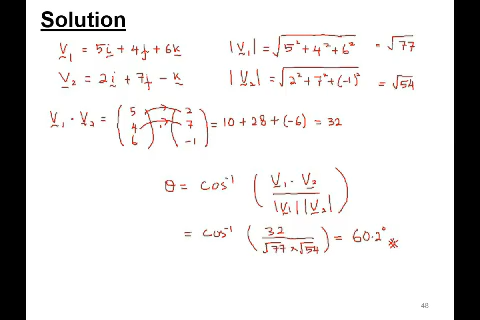 Solution
V₁ = 5i + 4j + 6k    |V₁| = √(5² + 4² + 6²) = √77
V₂ = 2i + 7j − k    |V₂| = √(2² + 7² + (−1)²) = √54
V₁ · V₂ = (5 4 6) · (2 7 −1) = 10 + 28 + (−6) = 32
θ = cos⁻¹ (V₁ · V₂ / |V₁| |V₂|)
= cos⁻¹ (32 / √77 × √54) = 60.2° *
48